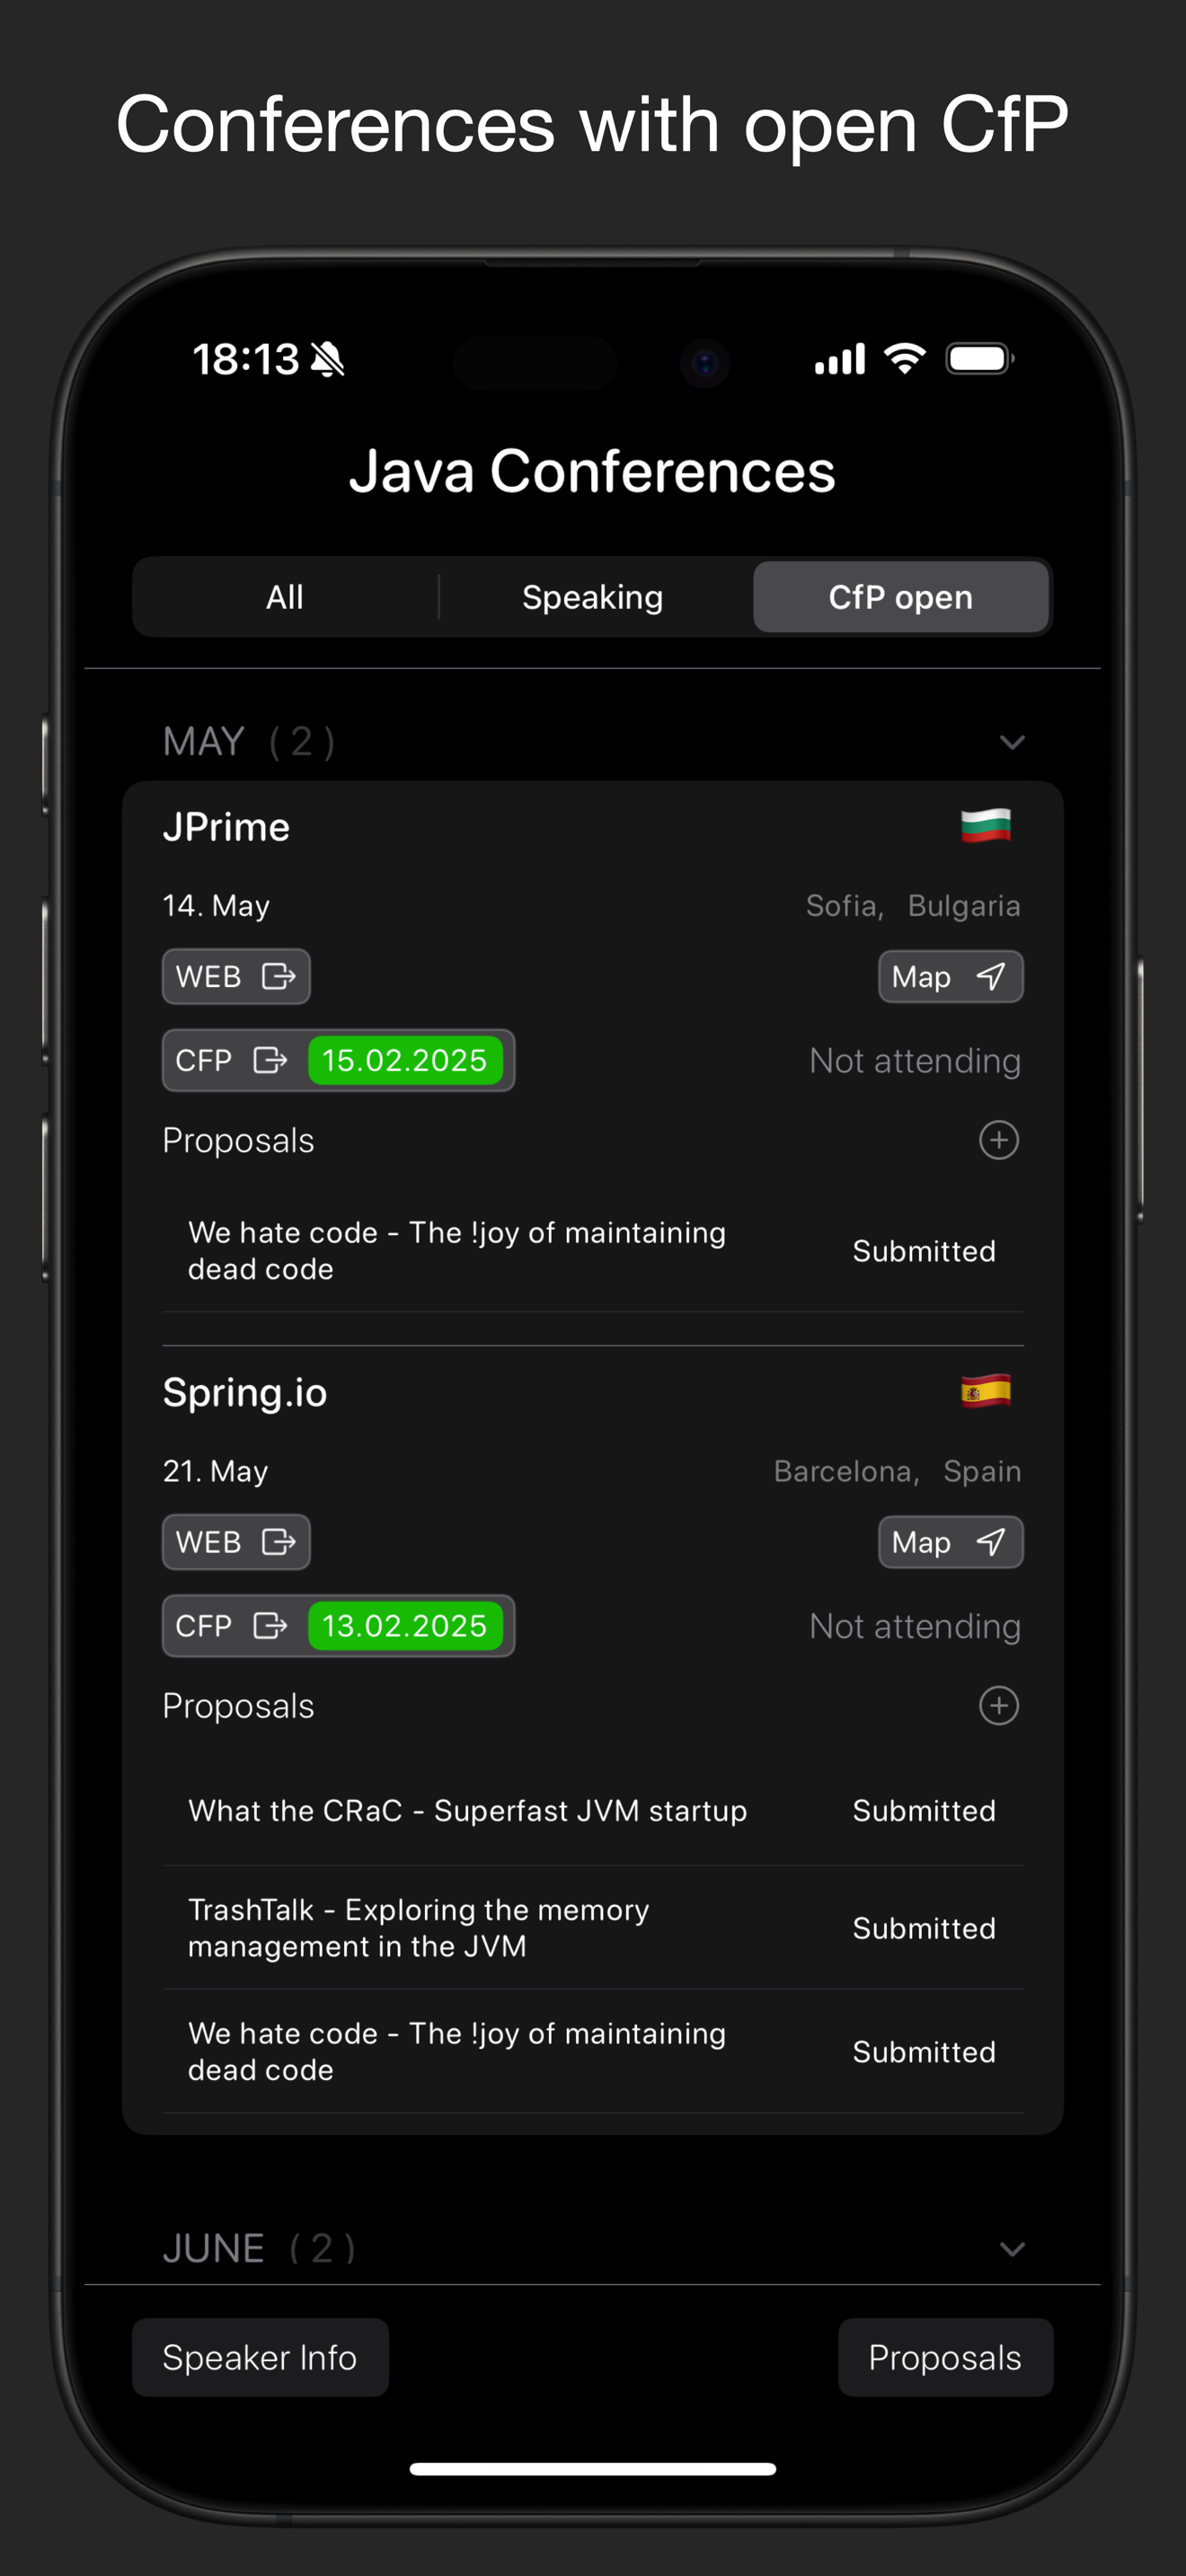 Conferences with open CfP
18:13
Java Conferences
All Speaking CfP open
MAY ( 2 )
JPrime
14. May Sofia, Bulgaria
WEB Map
CFP 15.02.2025 Not attending
Proposals
We hate code - The !joy of maintaining
dead code
Submitted
Spring.io
21. May Barcelona, Spain
WEB Map
CFP 13.02.2025 Not attending
Proposals
What the CRaC - Superfast JVM startup Submitted
TrashTalk - Exploring the memory
management in the JVM
Submitted
We hate code - The !joy of maintaining
dead code
Submitted
JUNE ( 2 )
Speaker Info Proposals